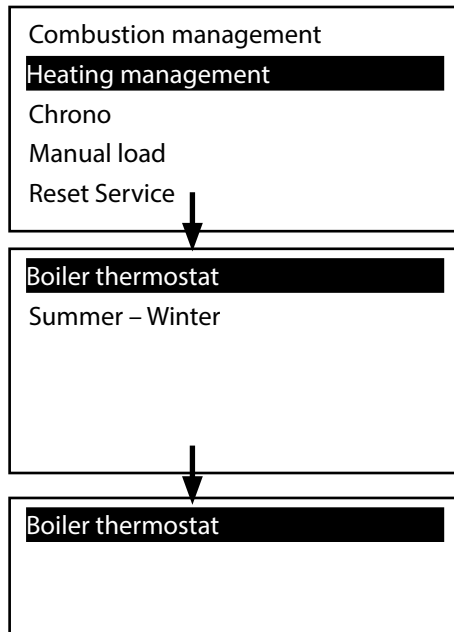 Combustion management
Heating management
Chrono
Manual load
Reset Service
Boiler thermostat
Summer – Winter
Boiler thermostat